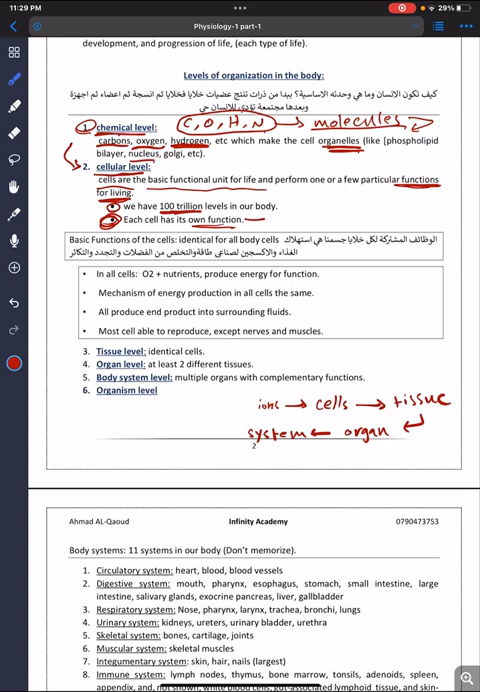 11:29 PM
29%
Physiology-1 part-1
development, and progression of life, (each type of life).
Levels of organization in the body:
كيف تكون الانسان وما هي وحدته الاساسية؟ يبدا من ذرات تنتج عضيات خلايا فخلايا ثم انسجة ثم اعضاء ثم اجهزة
وبعدها مجتمعة تؤدي للانسان حي
C, O, H, N → molecules
1. chemical level:
carbons, oxygen, hydrogen, etc which make the cell organelles (like [phospholipid
bilayer, nucleus, golgi, etc).
2. cellular level:
cells are the basic functional unit for life and perform one or a few particular functions
for living.
we have 100 trillion levels in our body.
Each cell has its own function.
Basic Functions of the cells: identical for all body cells الوظائف المشتركة لكل خلايا جسمنا هي استهلاك
الغذاء والاكسجين لصناعى طاقة والتخلص من الفضلات والتجدد والتكاثر
• In all cells: O2 + nutrients, produce energy for function.
• Mechanism of energy production in all cells the same.
• All produce end product into surrounding fluids.
• Most cell able to reproduce, except nerves and muscles.
3. Tissue level: identical cells.
4. Organ level: at least 2 different tissues.
5. Body system level: multiple organs with complementary functions.
6. Organism level
ions → cells → tissue
system ← organ
2
Ahmad AL-Qaoud Infinity Academy 0790473753
Body systems: 11 systems in our body (Don't memorize).
1. Circulatory system: heart, blood, blood vessels
2. Digestive system: mouth, pharynx, esophagus, stomach, small intestine, large
intestine, salivary glands, exocrine pancreas, liver, gallbladder
3. Respiratory system: Nose, pharynx, larynx, trachea, bronchi, lungs
4. Urinary system: kidneys, ureters, urinary bladder, urethra
5. Skeletal system: bones, cartilage, joints
6. Muscular system: skeletal muscles
7. Integumentary system: skin, hair, nails (largest)
8. Immune system: lymph nodes, thymus, bone marrow, tonsils, adenoids, spleen,
appendix, and, not shown, white blood cells, gut-associated lymphoid tissue, and skin-